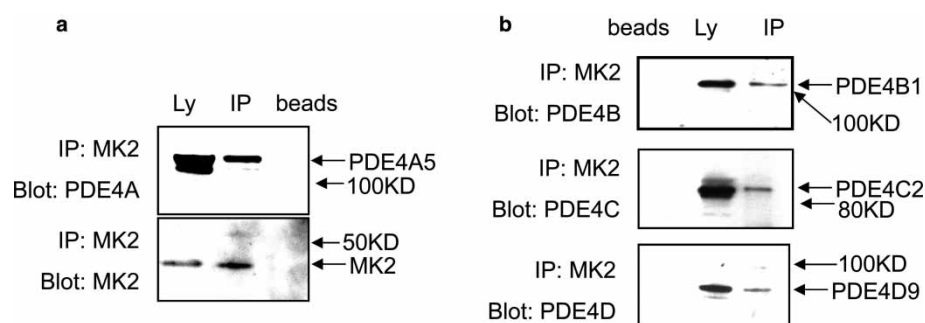 a
Ly IP beads
IP: MK2
PDE4A5
Blot: PDE4A
100KD
IP: MK2
50KD
MK2
Blot: MK2
b
beads Ly IP
IP: MK2
PDE4B1
Blot: PDE4B
100KD
IP: MK2
PDE4C2
Blot: PDE4C
80KD
IP: MK2
100KD
PDE4D9
Blot: PDE4D